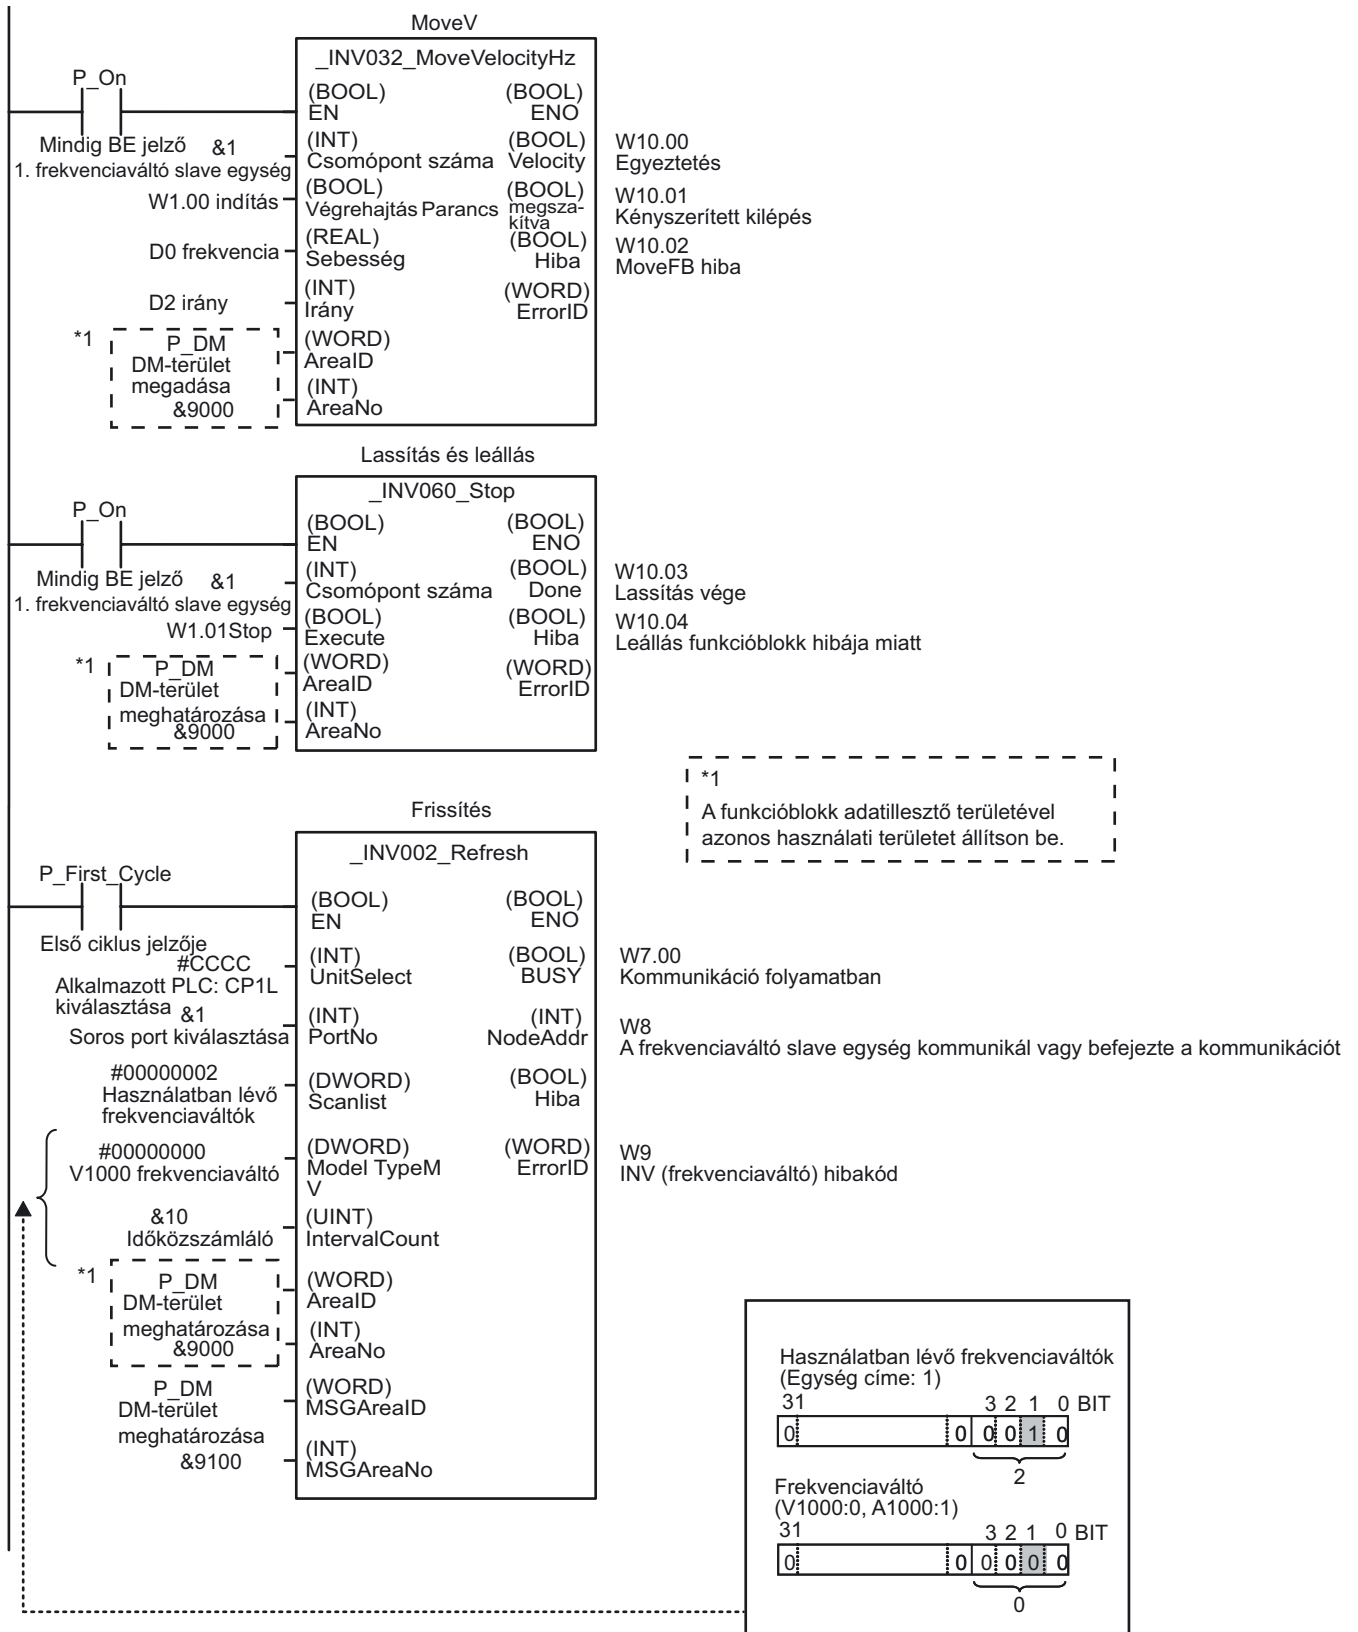 MoveV
_INV032_MoveVelocityHz
P_On
(BOOL) (BOOL)
EN ENO
Mindig BE jelző &1
1. frekvenciaváltó slave egység
(INT) (BOOL)
Csomópont száma Velocity
W10.00
Egyeztetés
W1.00 indítás
(BOOL) (BOOL)
Végrehajtás Parancs megsza-
kítva
W10.01
Kényszerített kilépés
D0 frekvencia
(REAL) (BOOL)
Sebesség Hiba
W10.02
MoveFB hiba
D2 irány
(INT) (WORD)
Irány ErrorID
*1
P_DM
DM-terület
megadása
&9000
(WORD)
AreaID
(INT)
AreaNo
Lassítás és leállás
_INV060_Stop
P_On
(BOOL) (BOOL)
EN ENO
Mindig BE jelző &1
1. frekvenciaváltó slave egység
(INT) (BOOL)
Csomópont száma Done
W10.03
Lassítás vége
W1.01Stop
(BOOL) (BOOL)
Execute Hiba
W10.04
Leállás funkcióblokk hibája miatt
*1
P_DM
DM-terület
meghatározása
&9000
(WORD) (WORD)
AreaID ErrorID
(INT)
AreaNo
*1
A funkcióblokk adatillesztő területével
azonos használati területet állítson be.
Frissítés
_INV002_Refresh
P_First_Cycle
(BOOL) (BOOL)
EN ENO
Első ciklus jelzője
#CCCC
Alkalmazott PLC: CP1L
kiválasztása
(INT) (BOOL)
UnitSelect BUSY
W7.00
Kommunikáció folyamatban
&1
Soros port kiválasztása
(INT) (INT)
PortNo NodeAddr
W8
A frekvenciaváltó slave egység kommunikál vagy befejezte a kommunikációt
#00000002
Használatban lévő
frekvenciaváltók
(DWORD) (BOOL)
Scanlist Hiba
#00000000
V1000 frekvenciaváltó
(DWORD) (WORD)
Model TypeM ErrorID
V
W9
INV (frekvenciaváltó) hibakód
&10
Időközszámláló
(UINT)
IntervalCount
*1
P_DM
DM-terület
meghatározása
&9000
(WORD)
AreaID
(INT)
AreaNo
P_DM
DM-terület
meghatározása
&9100
(WORD)
MSGAreaID
(INT)
MSGAreaNo
Használatban lévő frekvenciaváltók
(Egység címe: 1)
31 3 2 1 0 BIT
0 0 0 0 1 0
2
Frekvenciaváltó
(V1000:0, A1000:1)
31 3 2 1 0 BIT
0 0 0 0 0 0
0